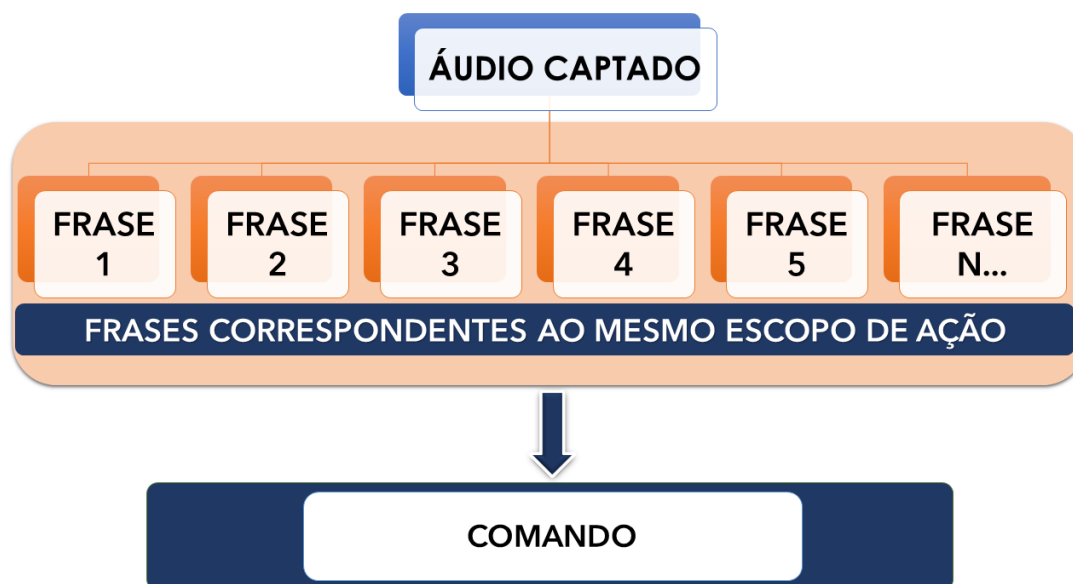 ÁUDIO CAPTADO
FRASE
1
FRASE
2
FRASE
3
FRASE
4
FRASE
5
FRASE
N...
FRASES CORRESPONDENTES AO MESMO ESCOPO DE AÇÃO
COMANDO